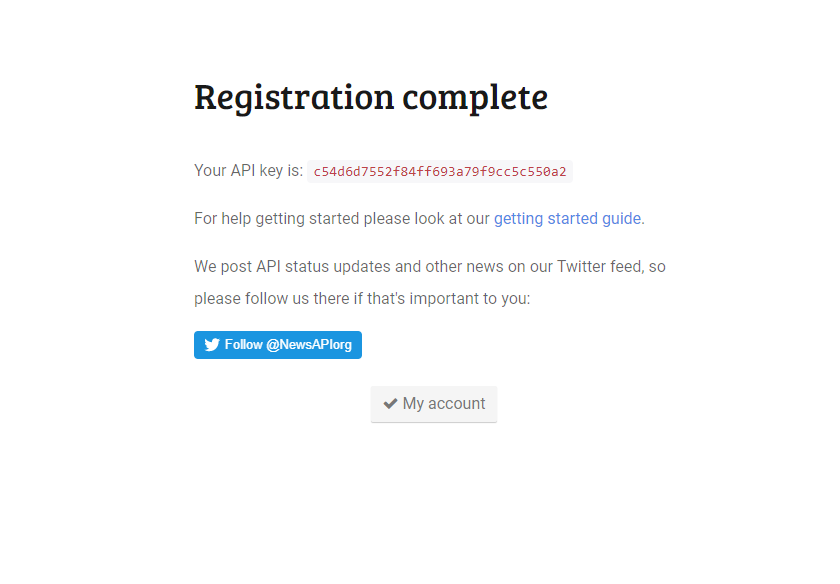 Registration complete
Your API key is: c54d6d7552f84ff693a79f9cc5c550a2
For help getting started please look at our getting started guide.
We post API status updates and other news on our Twitter feed, so
please follow us there if that's important to you:
Follow @NewsAPIorg
My account